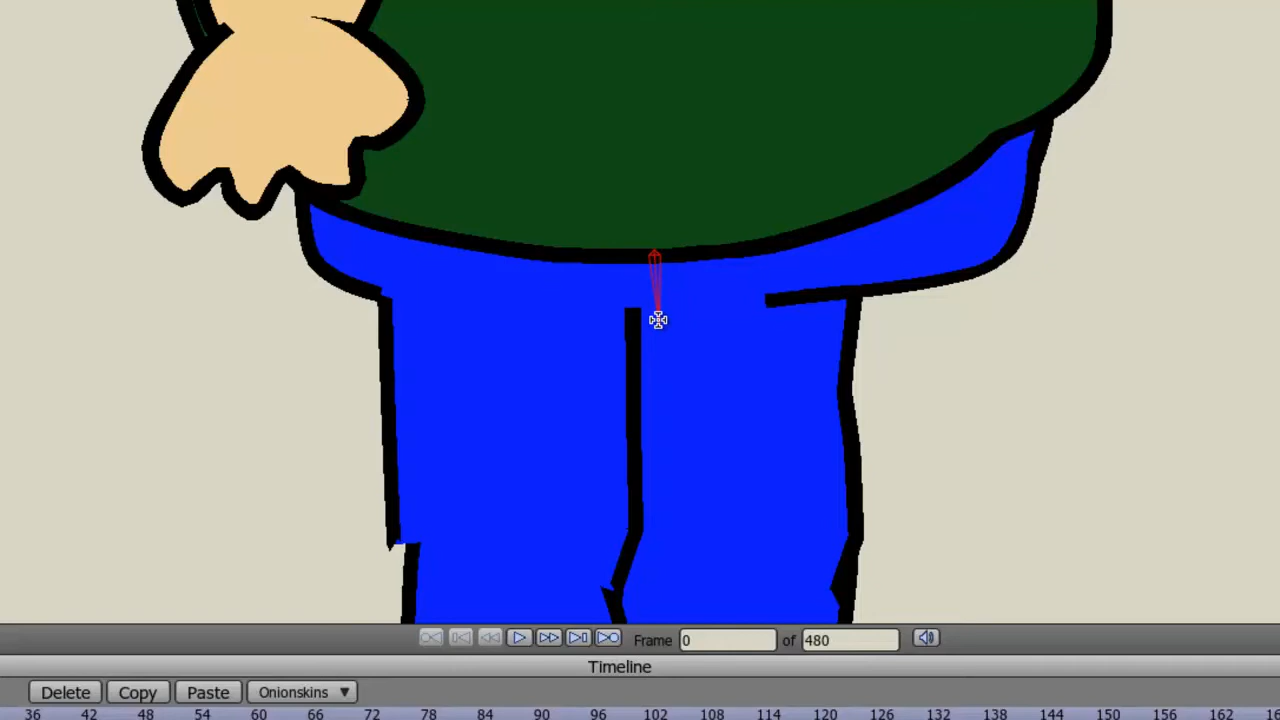 Frame 0 of 480
Timeline
Delete Copy Paste Onionskins
36 42 48 54 60 66 72 78 84 90 96 102 108 114 120 126 132 138 144 150 156 162 16